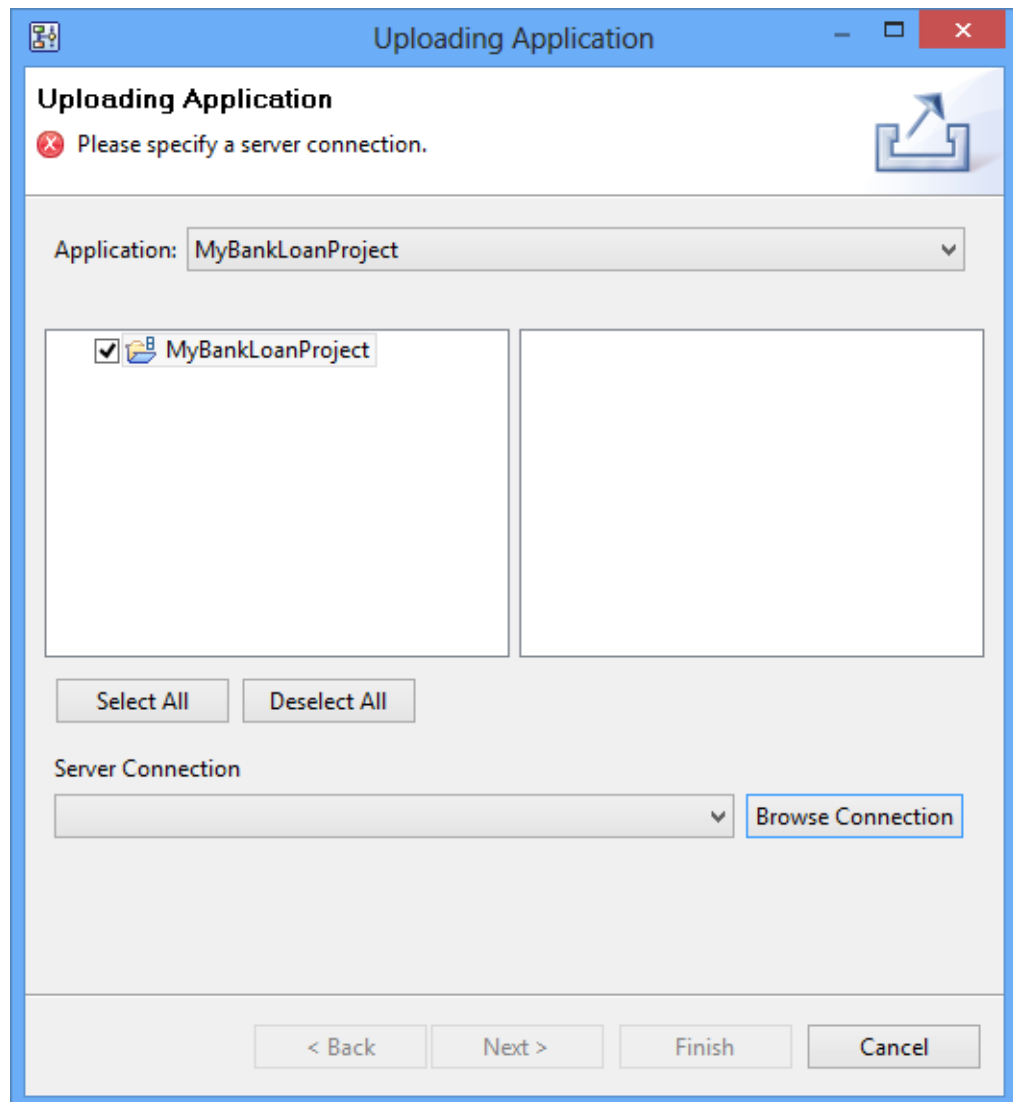 Uploading Application
Uploading Application
Please specify a server connection.
Application: MyBankLoanProject
MyBankLoanProject
Select All Deselect All
Server Connection
Browse Connection
< Back Next > Finish Cancel